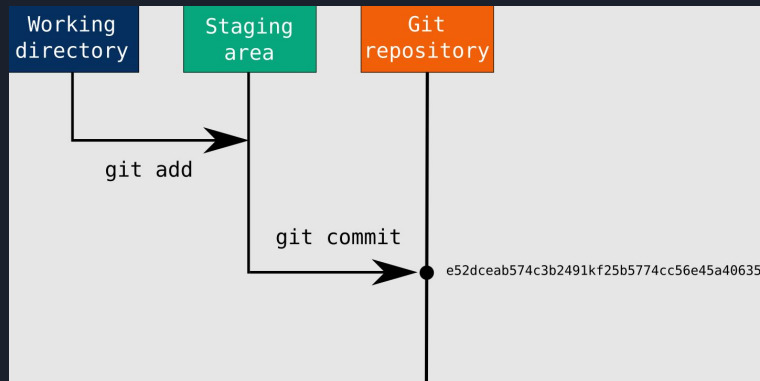 Working
directory
Staging
area
Git
repository
git add
git commit
e52dceab574c3b2491kf25b5774cc56e45a40635